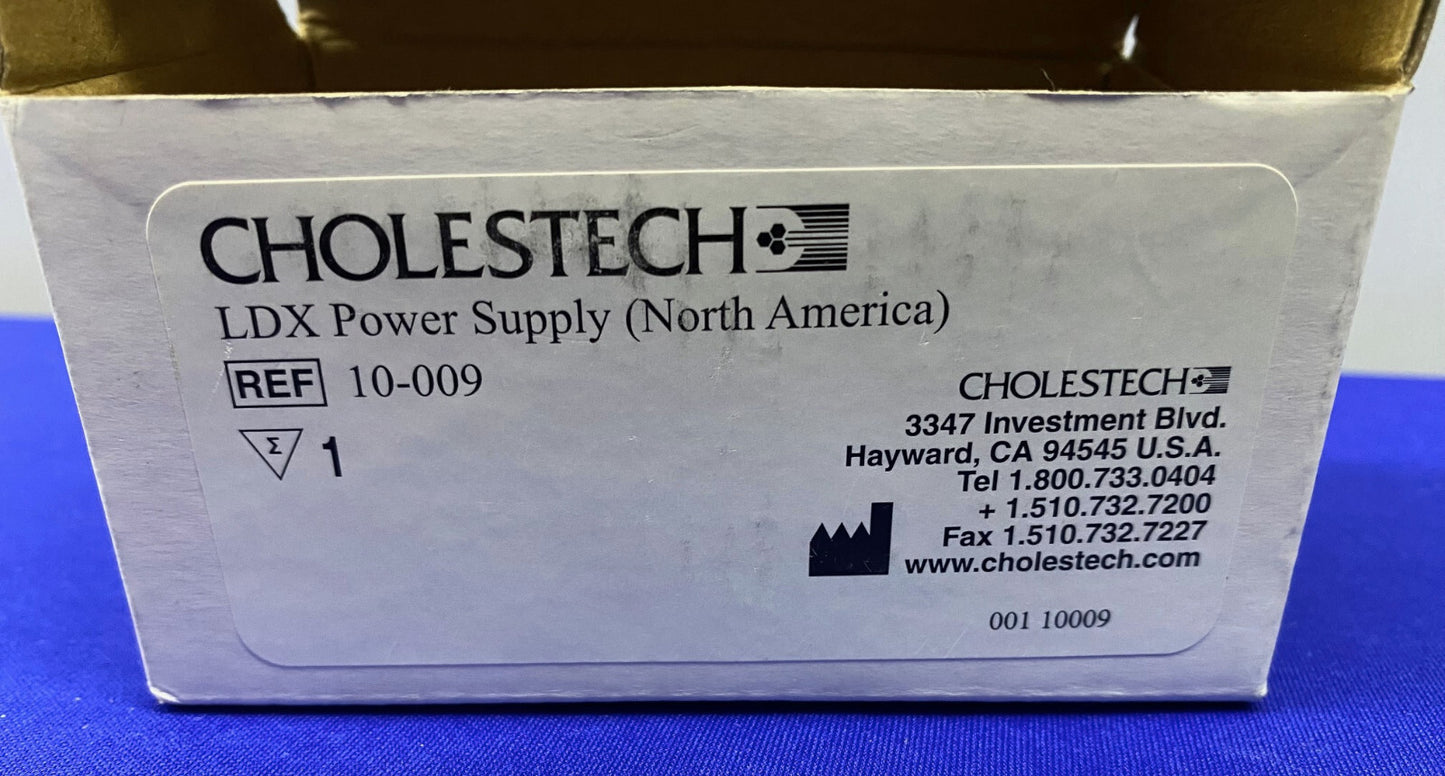 CHOLESTECH
LDX Power Supply (North America)
REF 10-009
Σ 1
CHOLESTECH
3347 Investment Blvd.
Hayward, CA 94545 U.S.A.
Tel 1.800.733.0404
+ 1.510.732.7200
Fax 1.510.732.7227
www.cholestech.com
001 10009